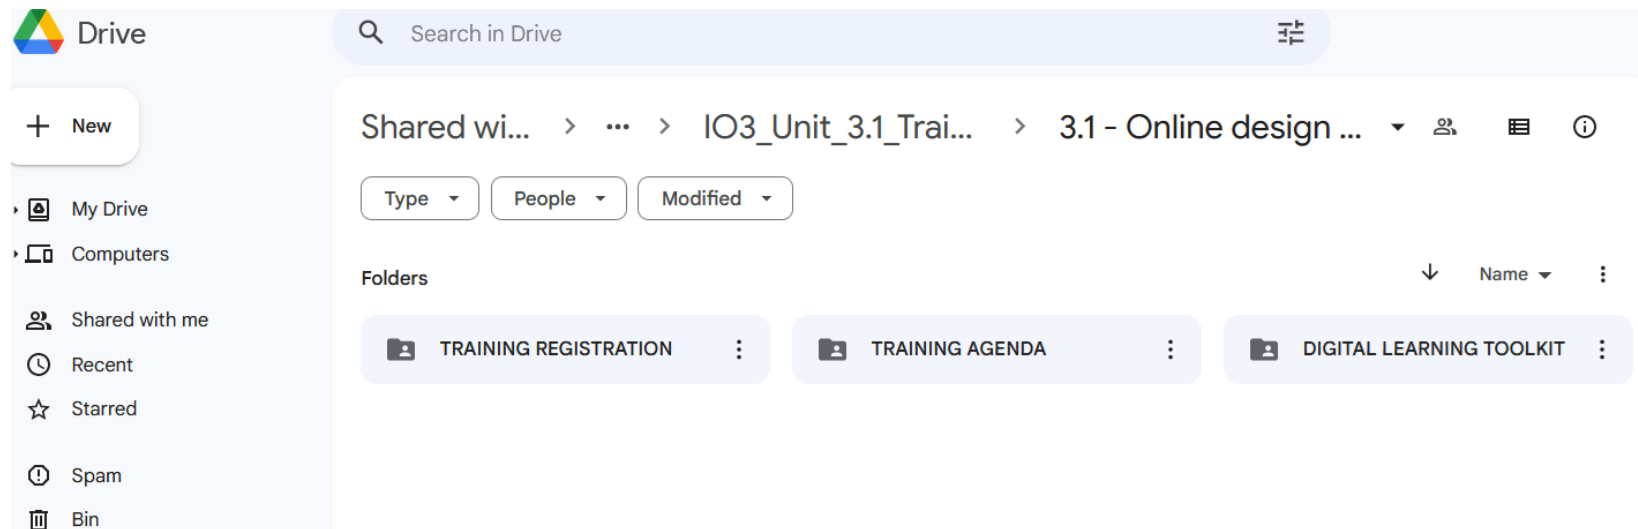 Drive
Search in Drive
New
Shared wi... > ... > IO3_Unit_3.1_Trai... > 3.1 - Online design ...
Type
People
Modified
My Drive
Computers
Folders
Name
Shared with me
TRAINING REGISTRATION
TRAINING AGENDA
DIGITAL LEARNING TOOLKIT
Recent
Starred
Spam
Bin